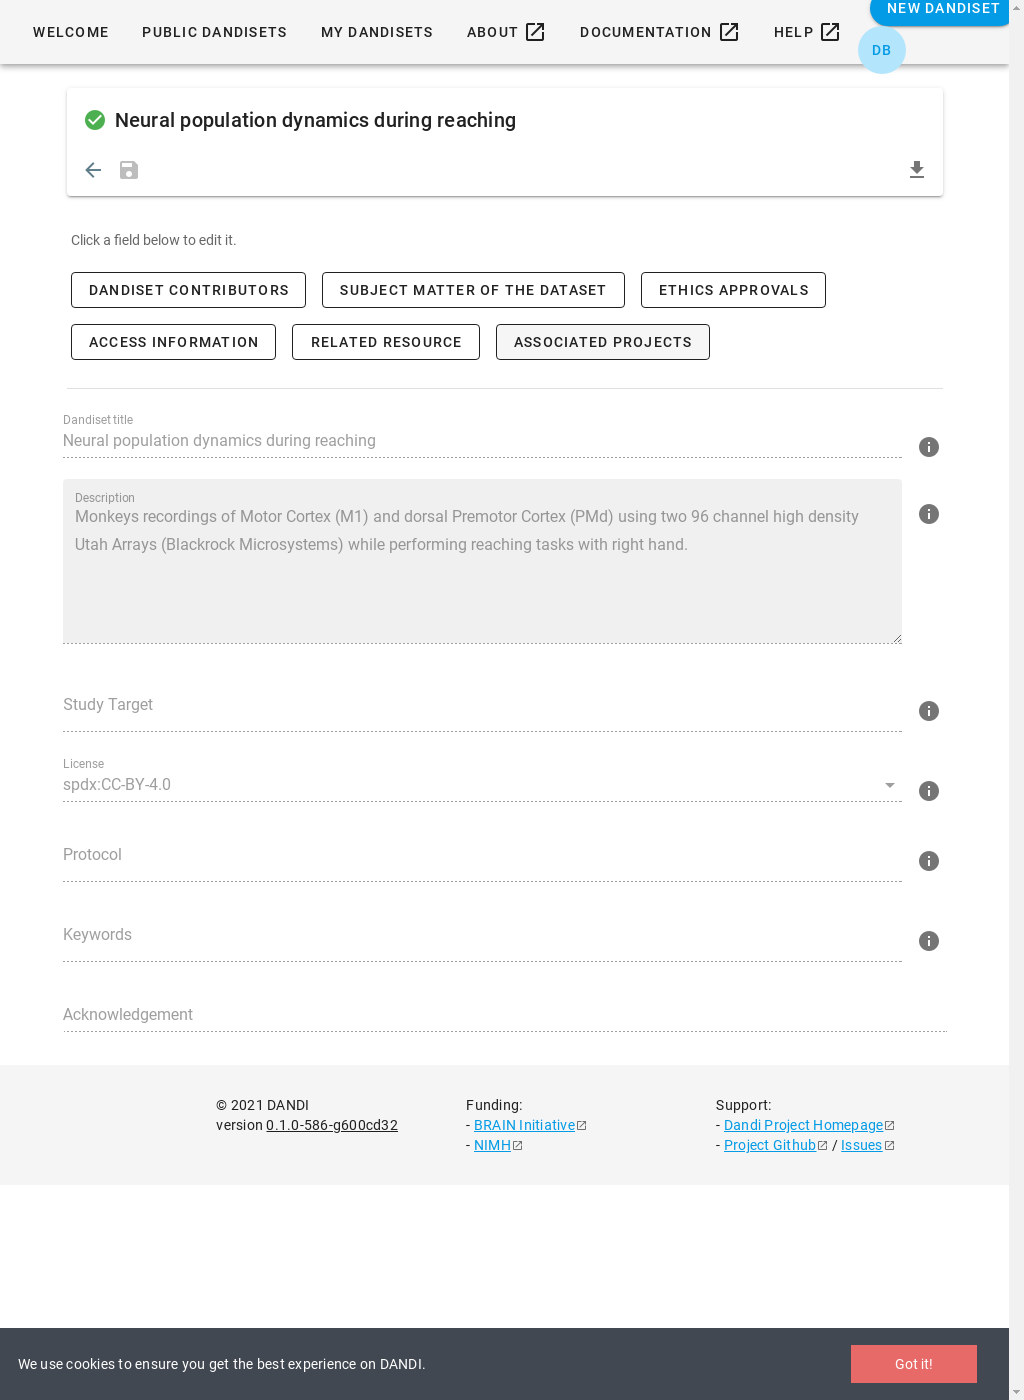 WELCOME
PUBLIC DANDISETS
MY DANDISETS
ABOUT
DOCUMENTATION
HELP
NEW DANDISET
DB
Neural population dynamics during reaching
Click a field below to edit it.
DANDISET CONTRIBUTORS
SUBJECT MATTER OF THE DATASET
ETHICS APPROVALS
ACCESS INFORMATION
RELATED RESOURCE
ASSOCIATED PROJECTS
Dandiset title
Neural population dynamics during reaching
Description
Monkeys recordings of Motor Cortex (M1) and dorsal Premotor Cortex (PMd) using two 96 channel high density
Utah Arrays (Blackrock Microsystems) while performing reaching tasks with right hand.
Study Target
License
spdx:CC-BY-4.0
Protocol
Keywords
Acknowledgement
© 2021 DANDI
version 0.1.0-586-g600cd32
Funding:
- BRAIN Initiative
- NIMH
Support:
- Dandi Project Homepage
- Project Github / Issues
We use cookies to ensure you get the best experience on DANDI.
Got it!